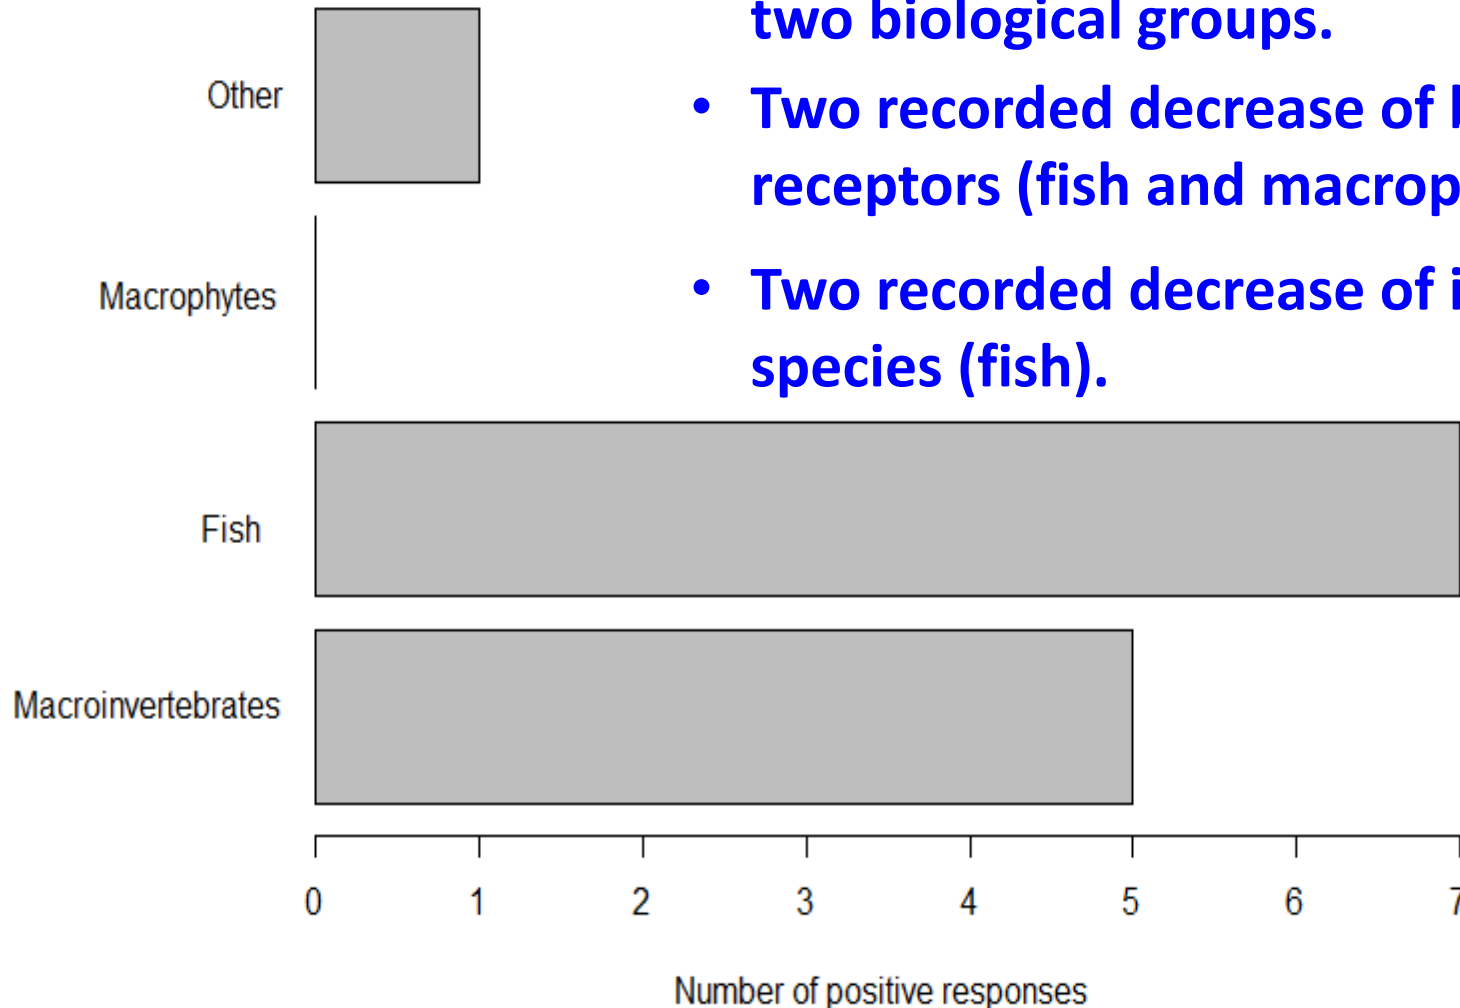 two biological groups.
• Two recorded decrease of
receptors (fish and
• Two recorded decrease of
species (fish).
Other
Macrophytes
Fish
Macroinvertebrates
0 1 2 3 4 5 6 7
Number of positive responses